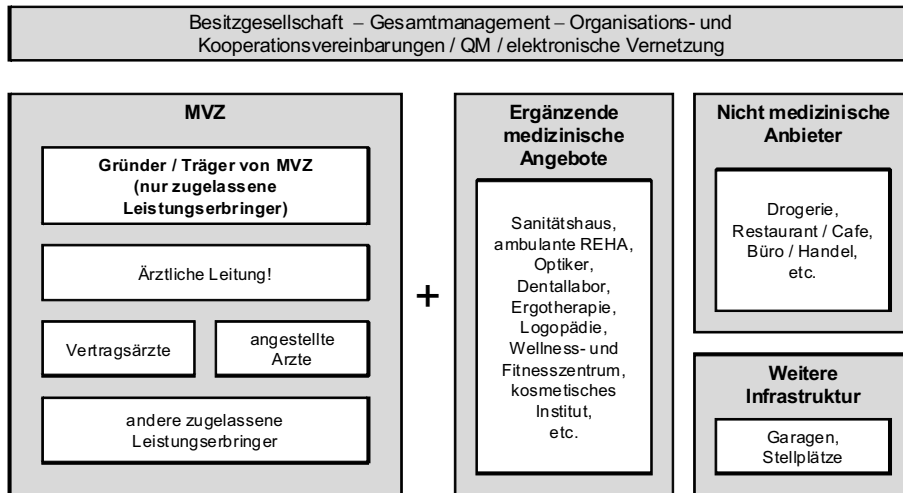 Besitzgesellschaft – Gesamtmanagement – Organisations- und
Kooperationsvereinbarungen / QM / elektronische Vernetzung
MVZ
Gründer / Träger von MVZ
(nur zugelassene
Leistungserbringer)
Ärztliche Leitung!
Vertragsärzte
angestellte
Arzte
andere zugelassene
Leistungserbringer
+
Ergänzende
medizinische
Angebote
Sanitätshaus,
ambulante REHA,
Optiker,
Dentallabor,
Ergotherapie,
Logopädie,
Wellness- und
Fitnesszentrum,
kosmetisches
Institut,
etc.
Nicht medizinische
Anbieter
Drogerie,
Restaurant / Cafe,
Büro / Handel,
etc.
Weitere
Infrastruktur
Garagen,
Stellplätze